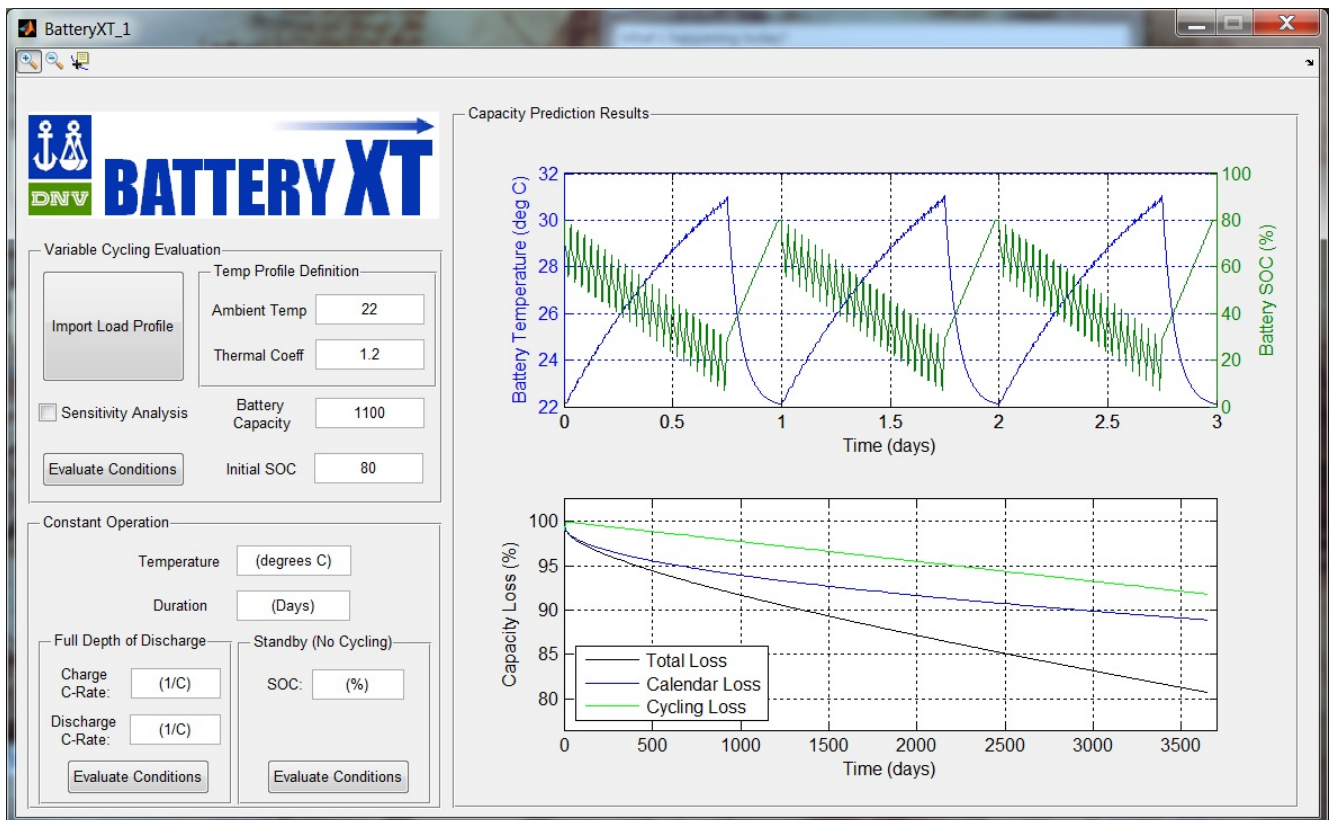 BatteryXT_1
What's happening today?
DNV
BATTERY XT
Variable Cycling Evaluation
Import Load Profile
Temp Profile Definition
Ambient Temp 22
Thermal Coeff 1.2
Sensitivity Analysis
Battery
Capacity
1100
Evaluate Conditions
Initial SOC 80
Constant Operation
Temperature (degrees C)
Duration (Days)
Full Depth of Discharge
Charge
C-Rate:
(1/C)
Discharge
C-Rate:
(1/C)
Evaluate Conditions
Standby (No Cycling)
SOC: (%)
Evaluate Conditions
Capacity Prediction Results
Battery Temperature (deg C)
32
30
28
26
24
22
100
80
60
40
20
0
Battery SOC (%)
0 0.5 1 1.5 2 2.5 3
Time (days)
Capacity Loss (%)
100
95
90
85
80
Total Loss
Calendar Loss
Cycling Loss
0 500 1000 1500 2000 2500 3000 3500
Time (days)